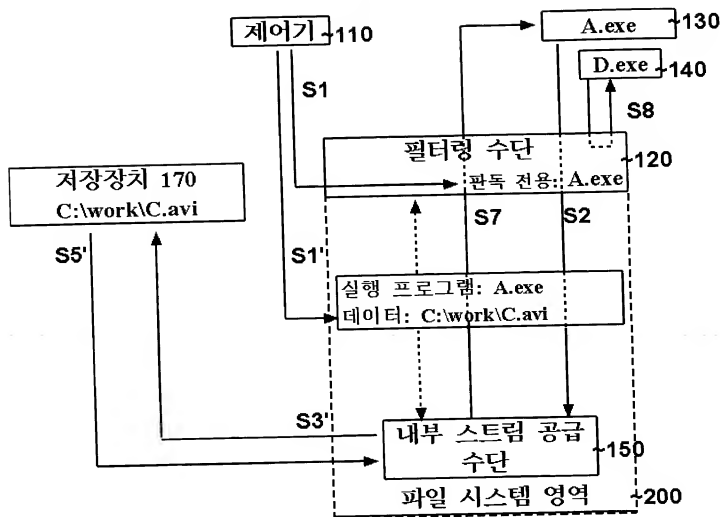 제어기 ~110
A.exe ~130
D.exe ~140
S1
S8
필터링 수단 ~120
판독 전용: A.exe
저장장치 170
C:\work\C.avi
S5'
S1'
S7
S2
실행 프로그램: A.exe
데이터: C:\work\C.avi
S3'
내부 스트림 공급
수단 ~150
파일 시스템 영역 ~200